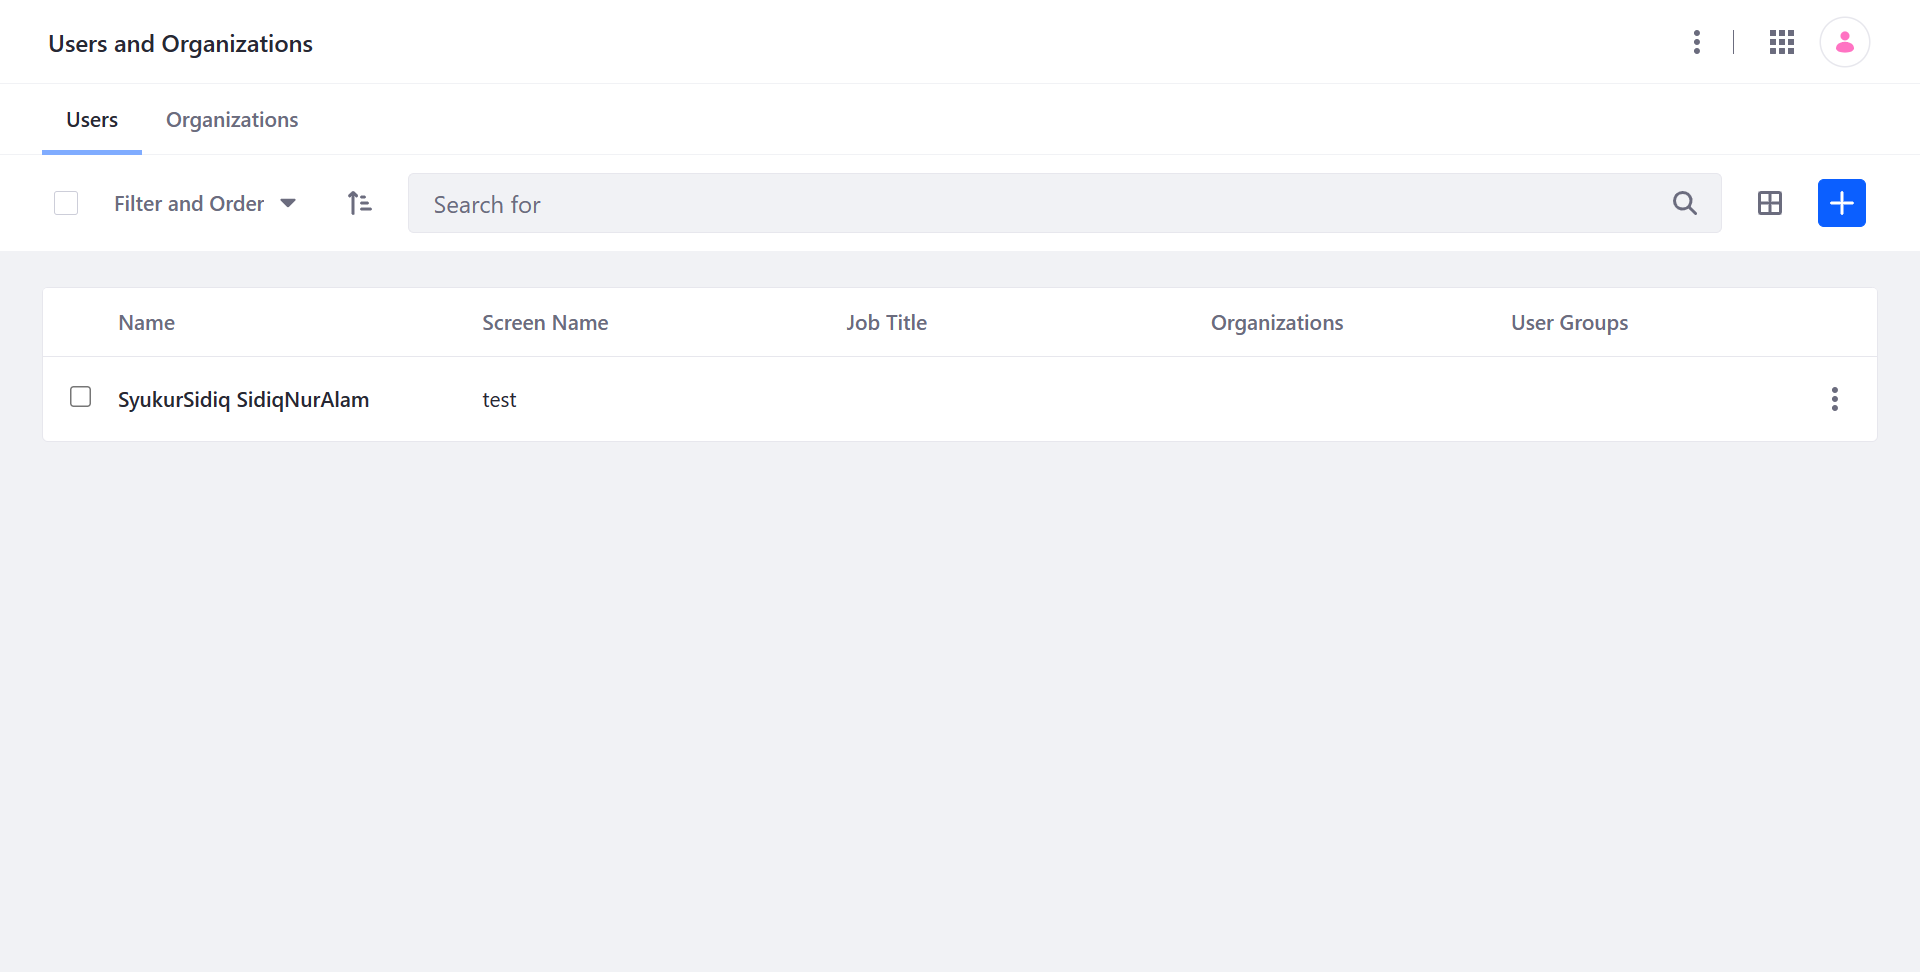 Users and Organizations
Users Organizations
Filter and Order Search for
Name Screen Name Job Title Organizations User Groups
SyukurSidiq SidiqNurAlam test